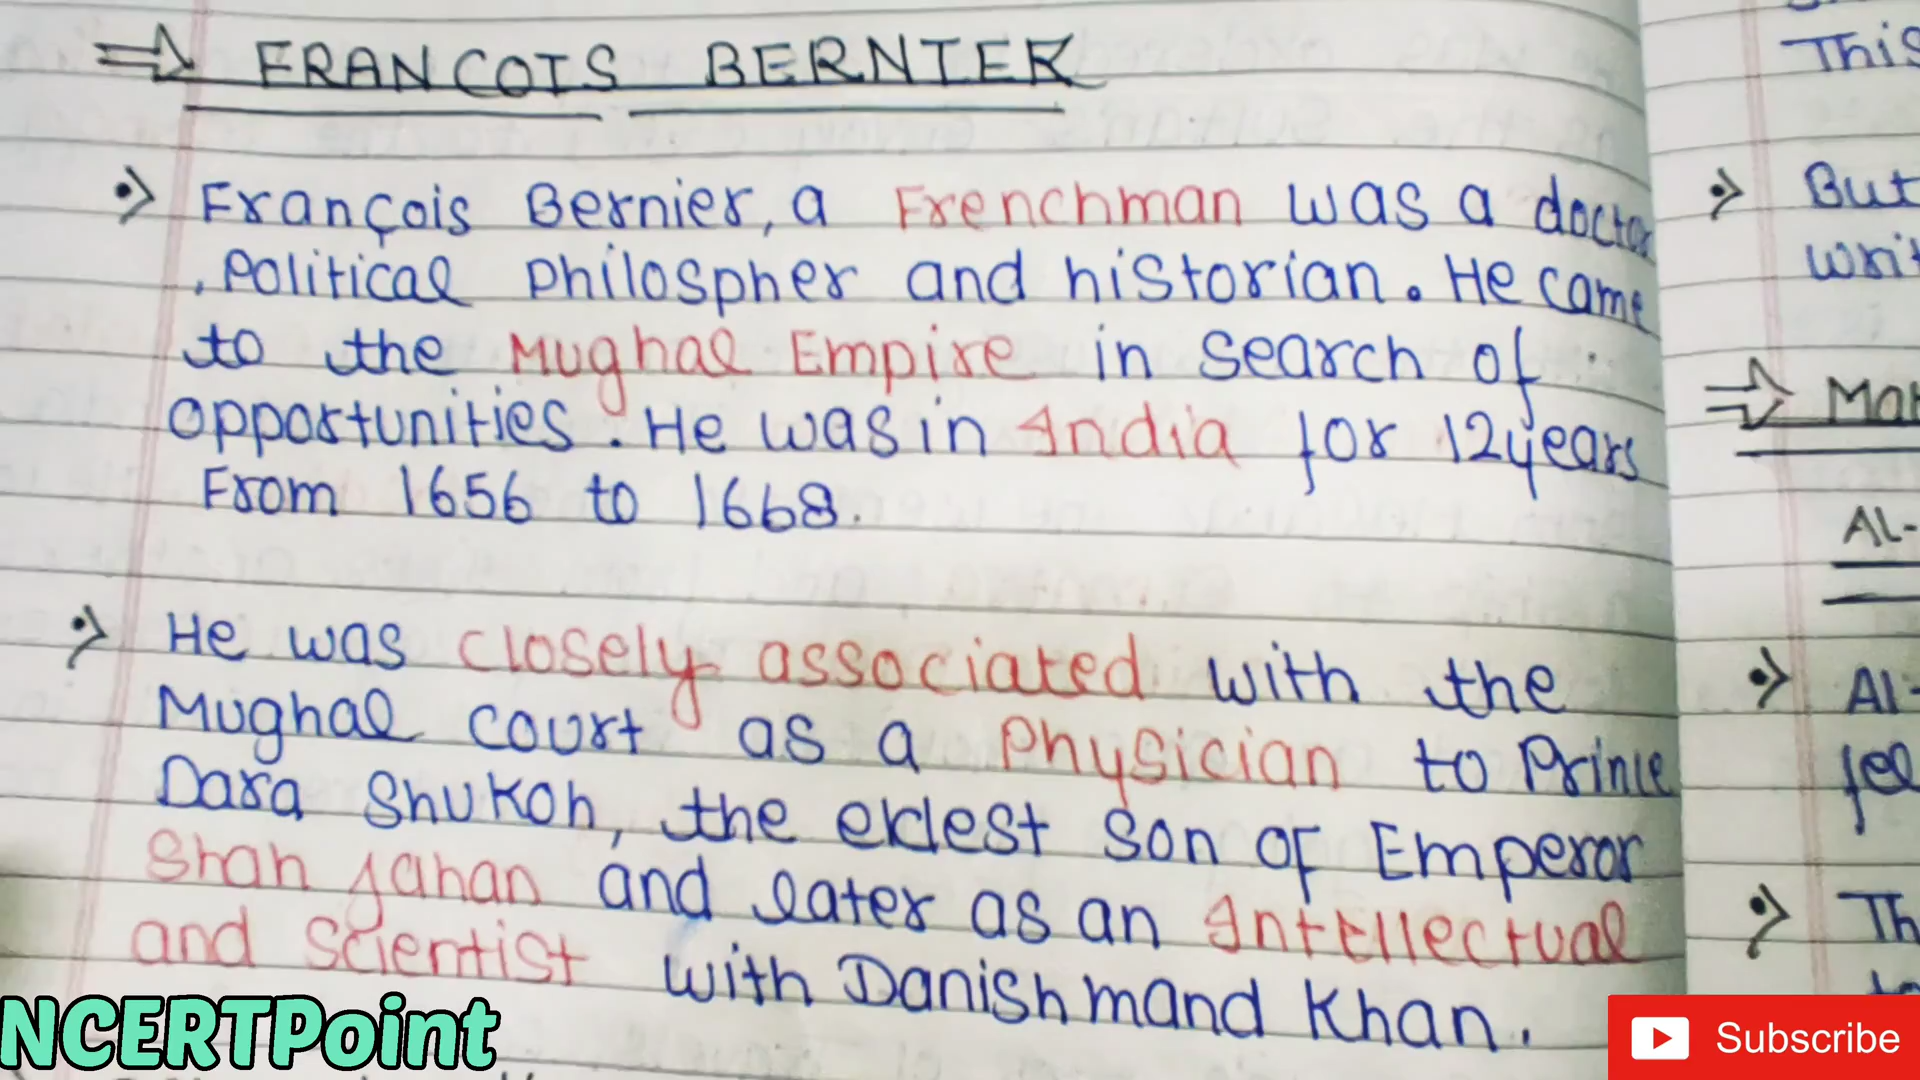 ⇒ FRANCOIS BERNIER
François Bernier, a Frenchman was a doctor
, Political Philospher and historian. He came
to the Mughal Empire in search of
opportunities. He was in India for 12 years
From 1656 to 1668.
He was closely associated with the
Mughal court as a Physician to Prince
Dara Shukoh, the eldest son of Emperor
Shah Jahan and later as an Intellectual
and Scientist with Danishmand Khan.
This
But
writ
Mar
AL-
Al-
fel
Th
NCERTPoint
Subscribe